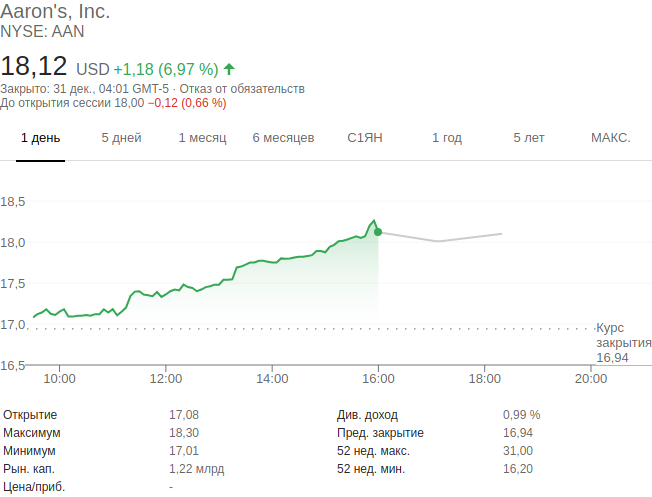 Aaron's, Inc.
NYSE: AAN
18,12 USD +1,18 (6,97 %)
Закрыто: 31 дек., 04:01 GMT-5 · Отказ от обязательств
До открытия сессии 18,00 −0,12 (0,66 %)
1 день 5 дней 1 месяц 6 месяцев С1ЯН 1 год 5 лет МАКС.
18,5
18,0
17,5
17,0
Курс
закрытия
16,94
16,5
10:00 12:00 14:00 16:00 18:00 20:00
Открытие 17,08 Див. доход 0,99 %
Максимум 18,30 Пред. закрытие 16,94
Минимум 17,01 52 нед. макс. 31,00
Рын. кап. 1,22 млрд 52 нед. мин. 16,20
Цена/приб. -